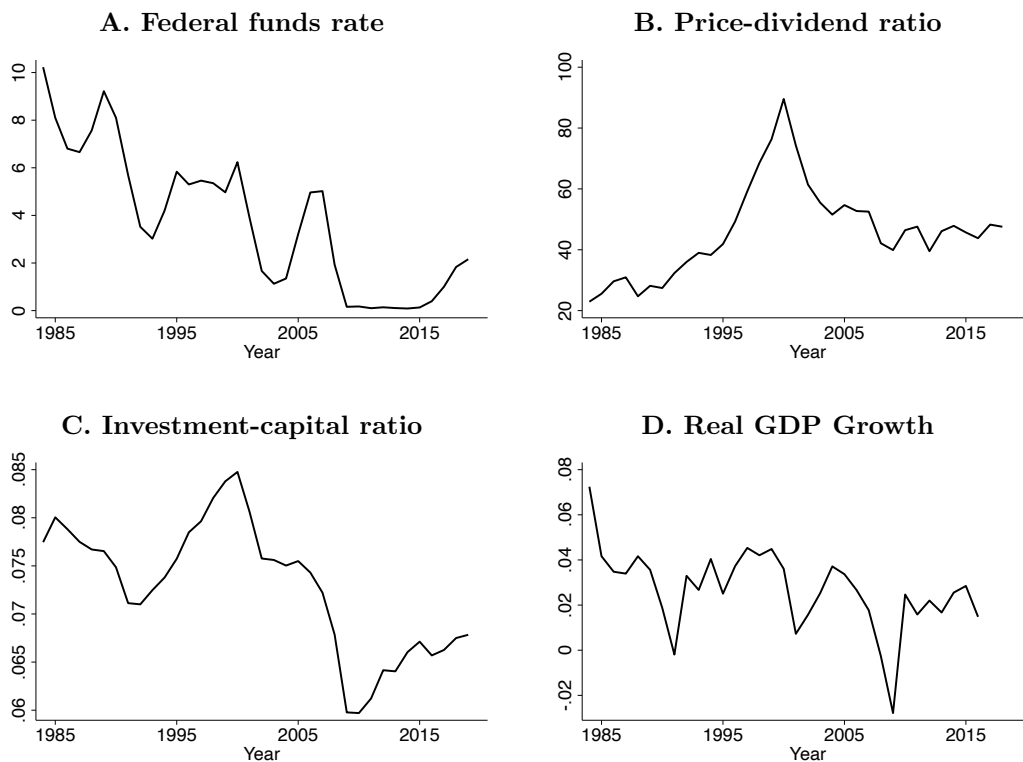 A. Federal funds rate
10
8
6
4
2
0
1985 1995 2005 2015
Year
B. Price-dividend ratio
100
80
60
40
20
1985 1995 2005 2015
Year
C. Investment-capital ratio
.085
.08
.075
.07
.065
.06
1985 1995 2005 2015
Year
D. Real GDP Growth
.08
.06
.04
.02
0
-.02
1985 1995 2005 2015
Year